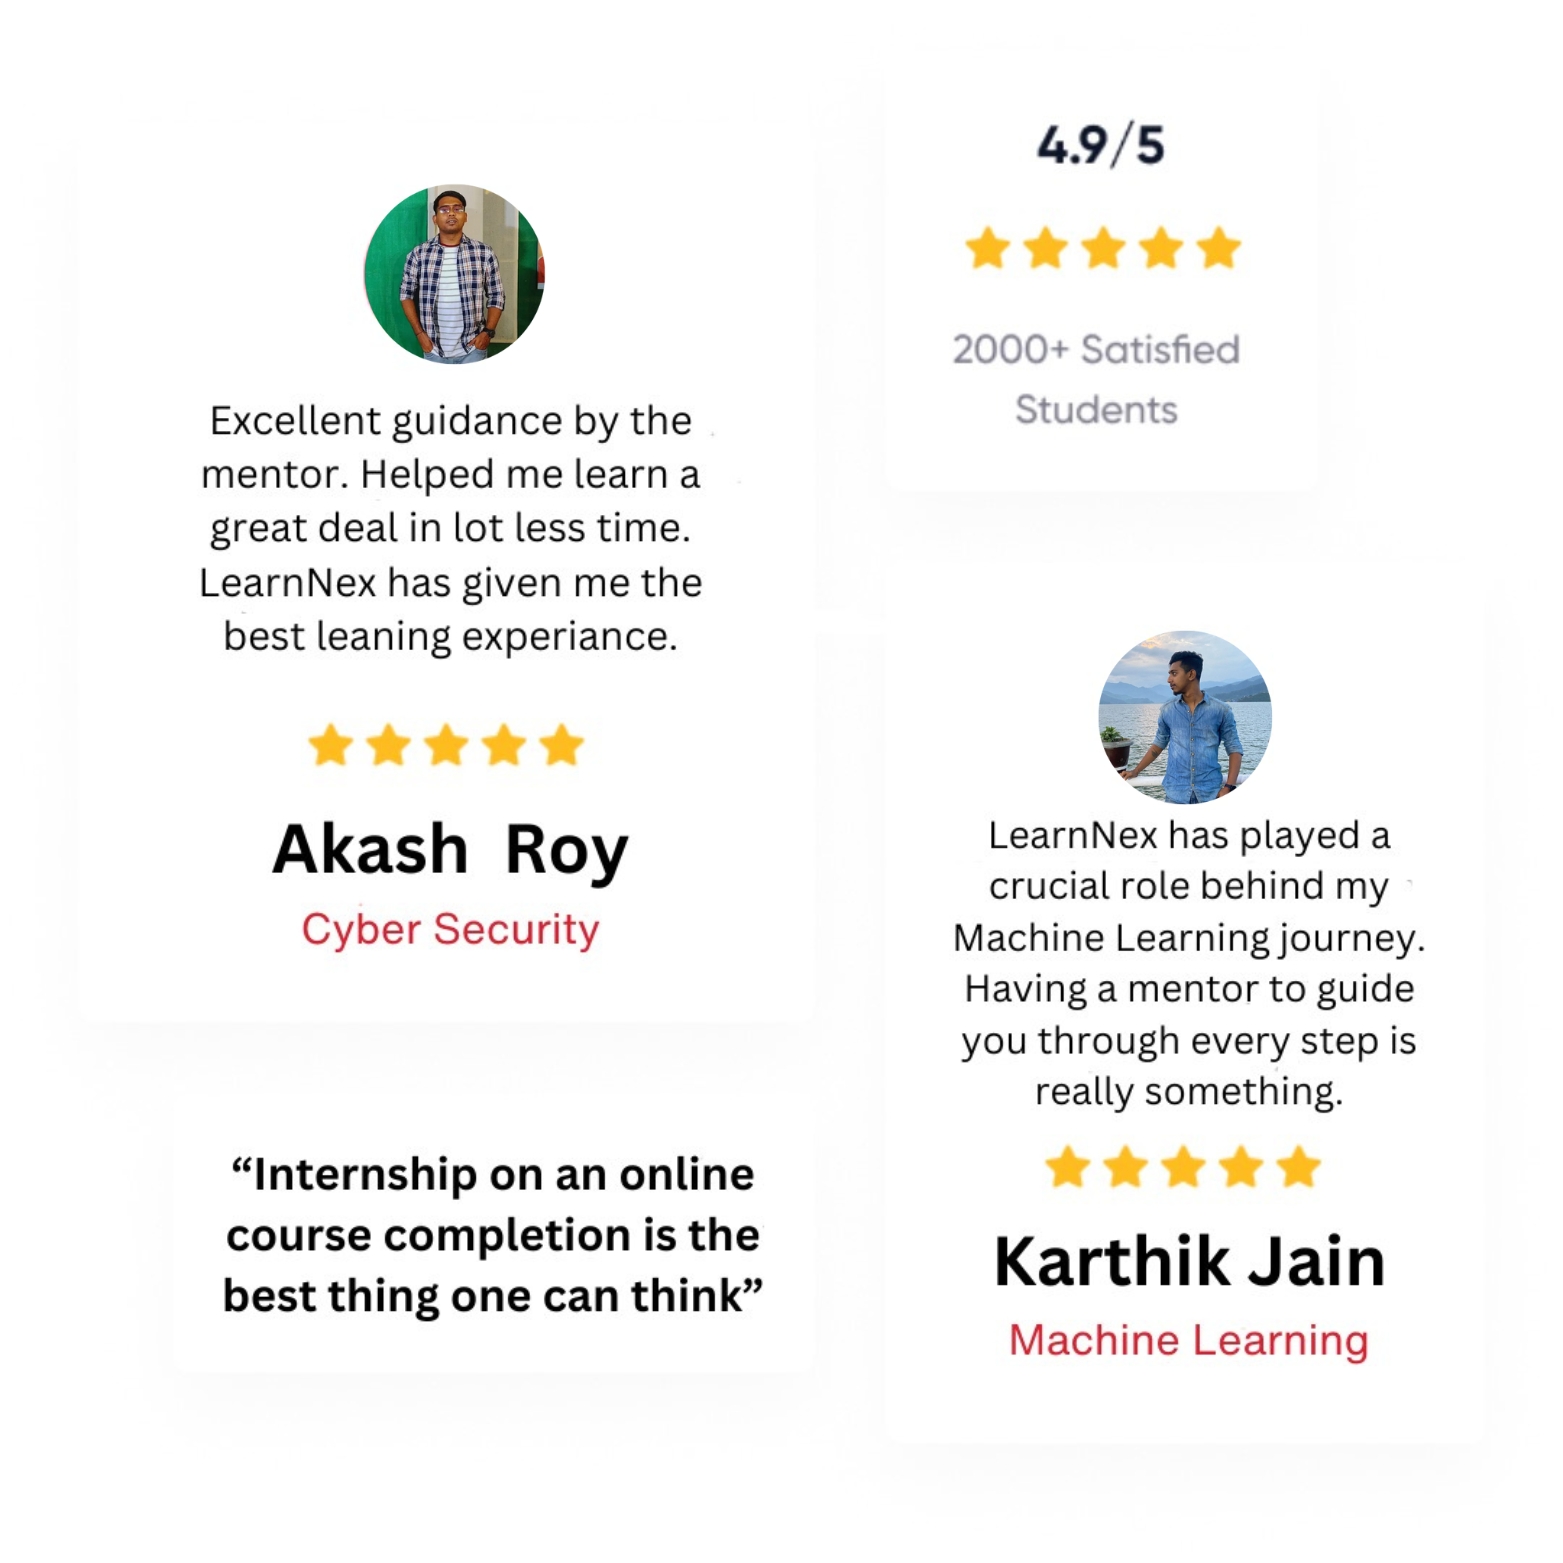 4.9/5
2000+ Satisfied
Students
Excellent guidance by the
mentor. Helped me learn a
great deal in lot less time.
LearnNex has given me the
best leaning experiance.
Akash Roy
Cyber Security
“Internship on an online
course completion is the
best thing one can think”
LearnNex has played a
crucial role behind my
Machine Learning journey.
Having a mentor to guide
you through every step is
really something.
Karthik Jain
Machine Learning